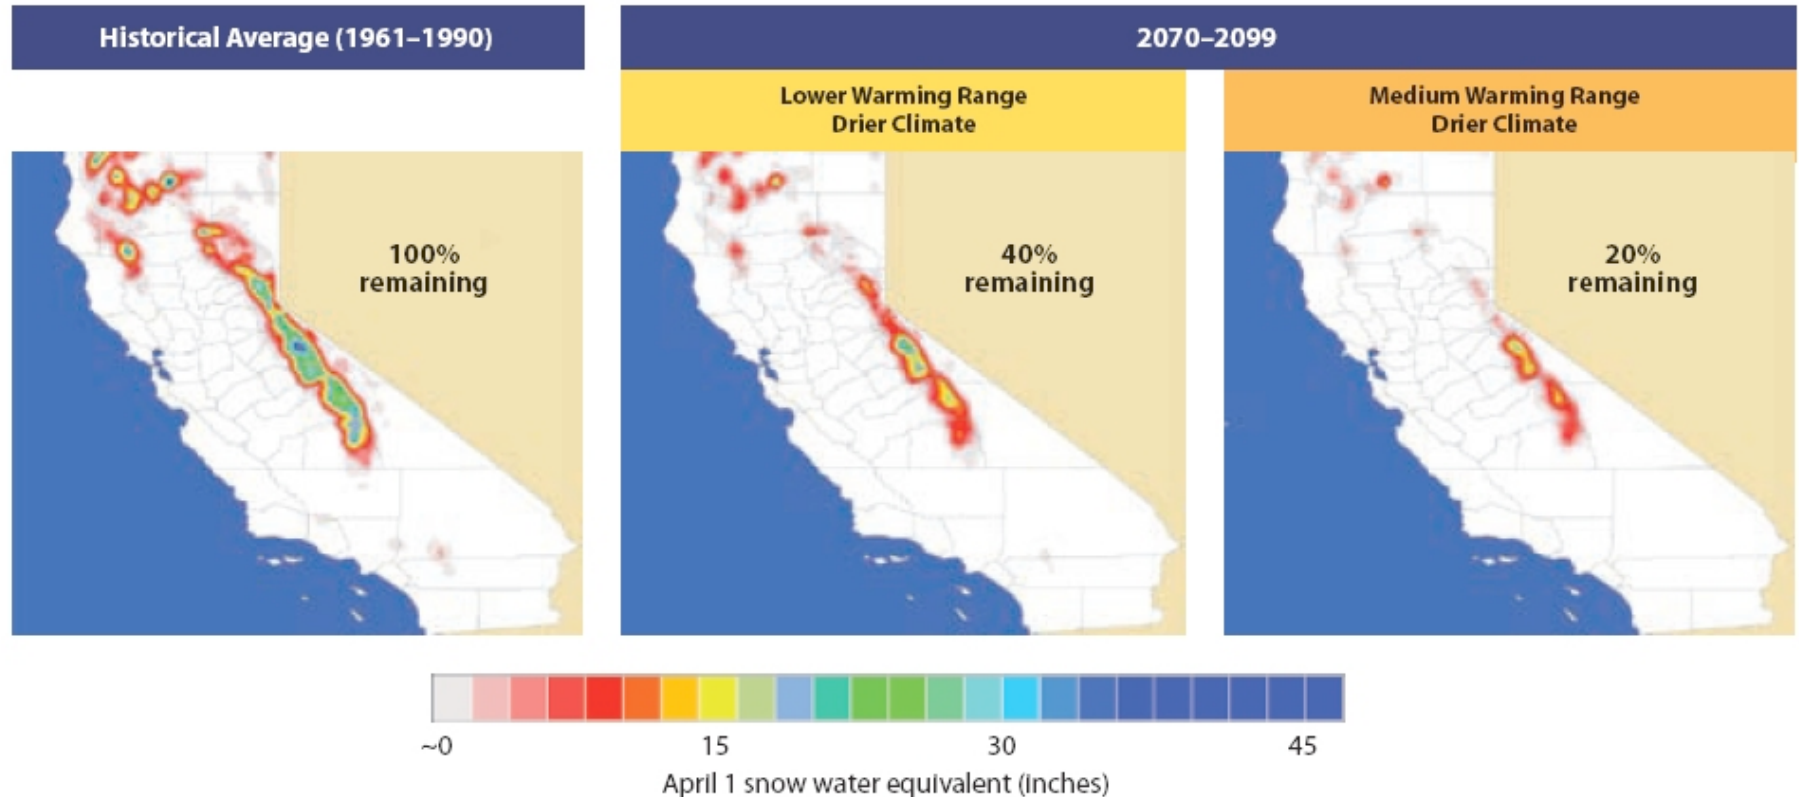 Historical Average (1961–1990)
2070–2099
Lower Warming Range
Drier Climate
Medium Warming Range
Drier Climate
100%
remaining
40%
remaining
20%
remaining
~0
15
30
45
April 1 snow water equivalent (inches)